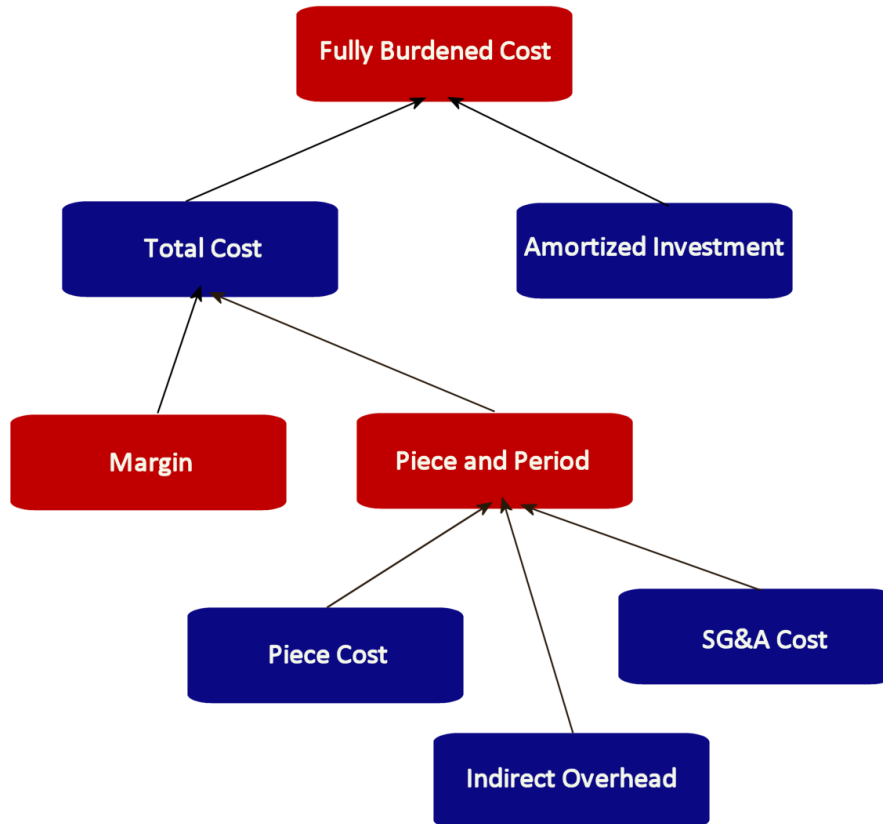 Fully Burdened Cost
Total Cost
Amortized Investment
Margin
Piece and Period
Piece Cost
SG&A Cost
Indirect Overhead